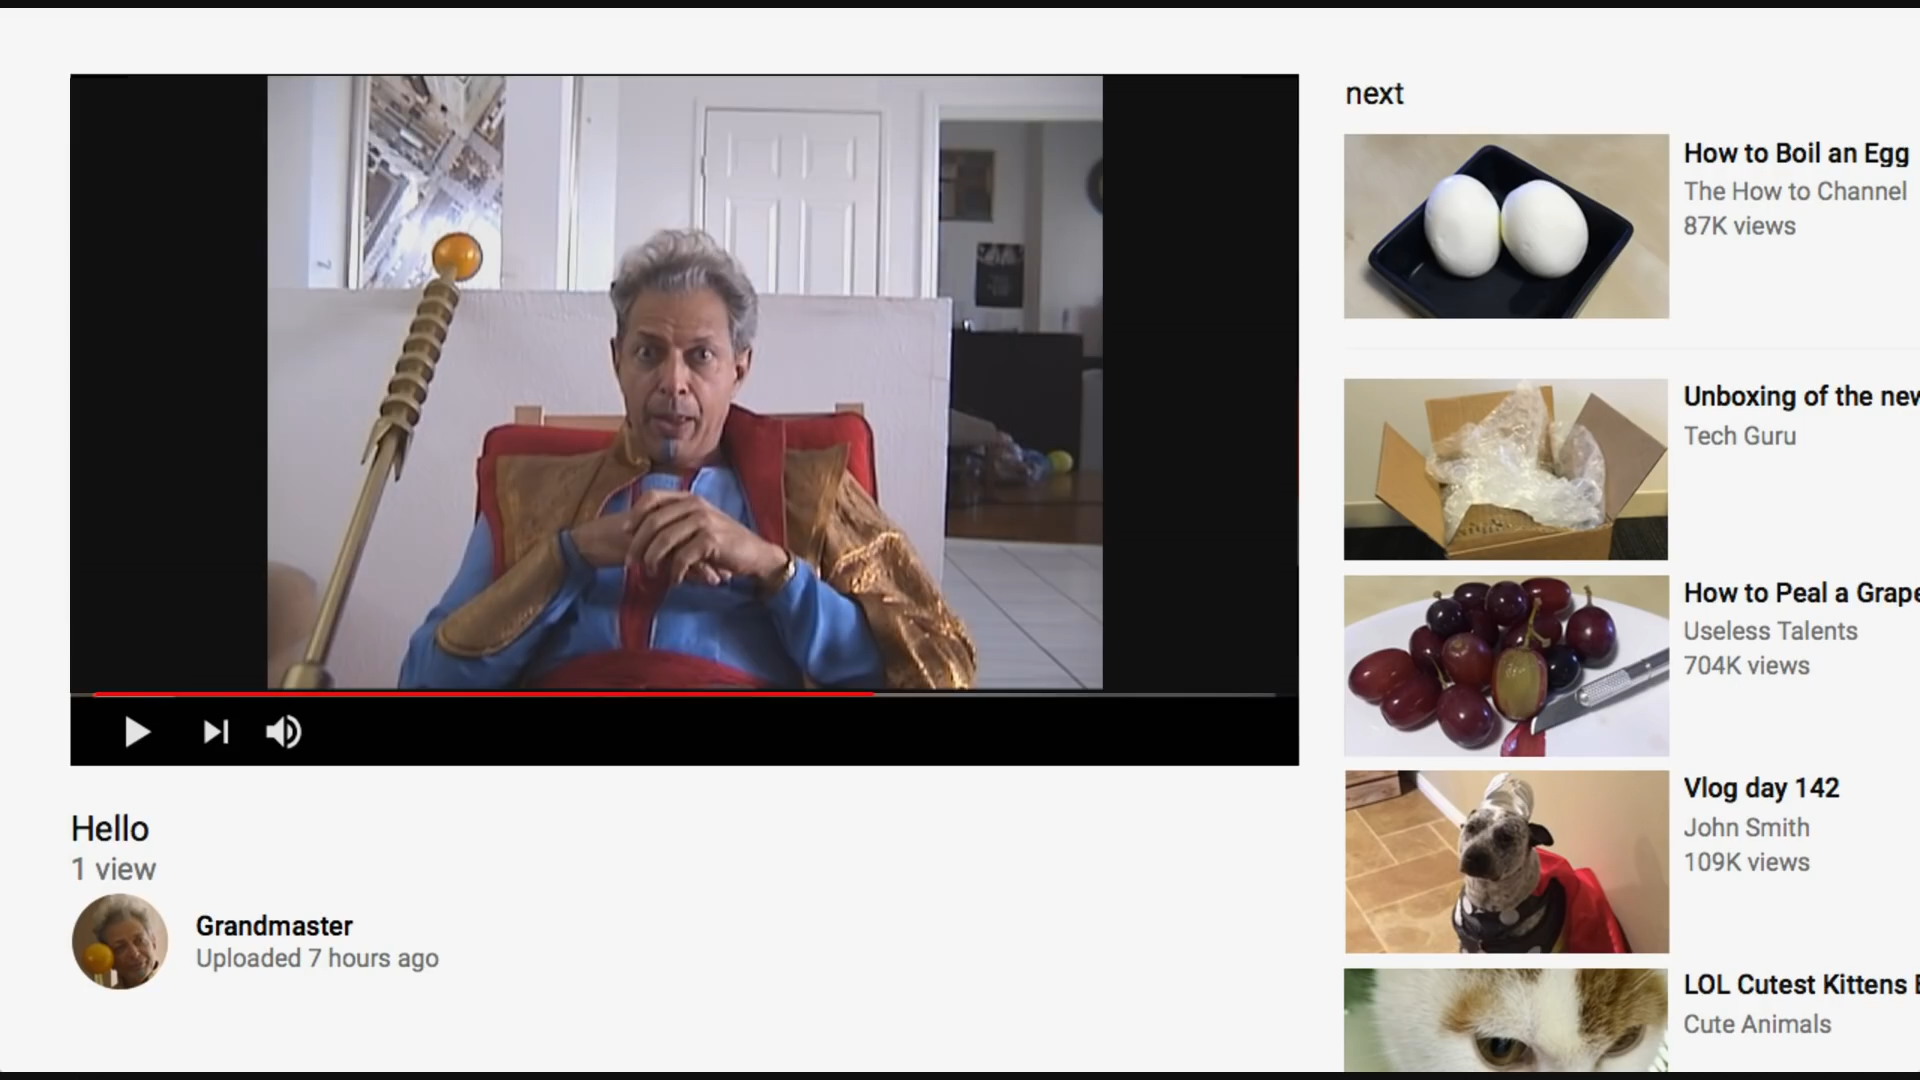 next
How to Boil an Egg
The How to Channel
87K views
Unboxing of the new
Tech Guru
How to Peal a Grape
Useless Talents
704K views
Vlog day 142
John Smith
109K views
LOL Cutest Kittens
Cute Animals
Hello
1 view
Grandmaster
Uploaded 7 hours ago